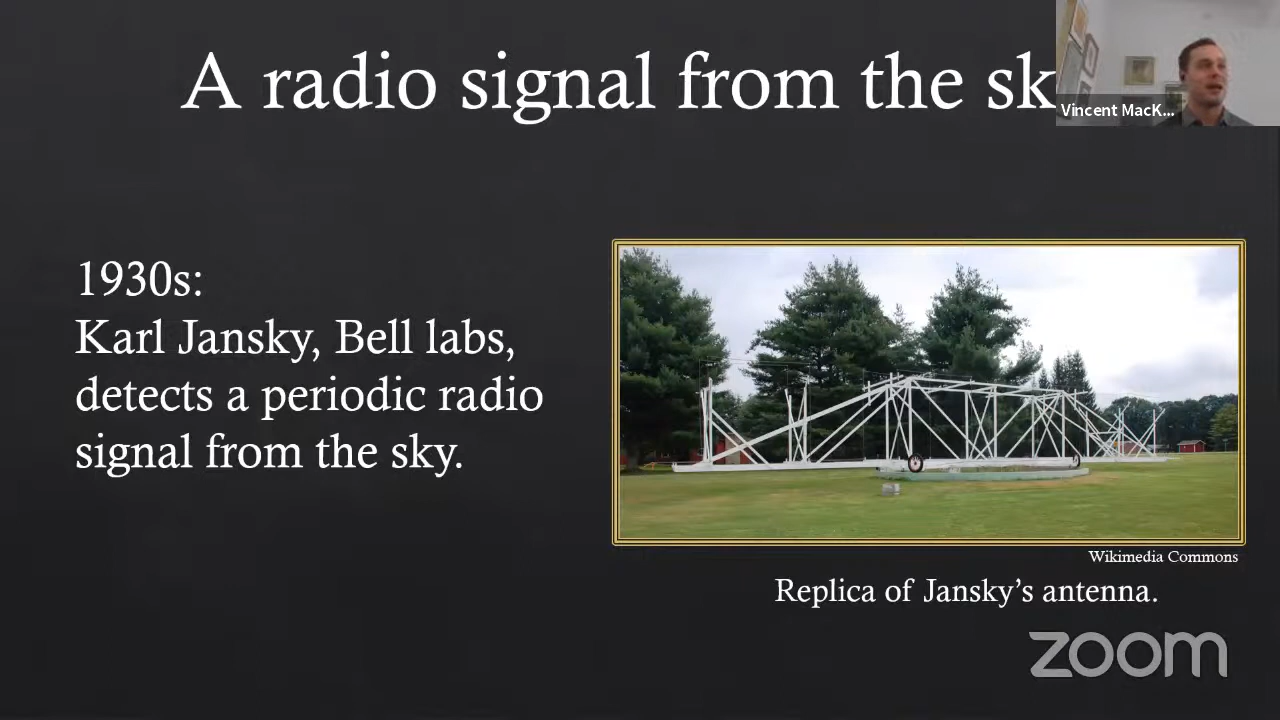 A radio signal from the sk
Vincent MacK...
1930s:
Karl Jansky, Bell labs,
detects a periodic radio
signal from the sky.
Wikimedia Commons
Replica of Jansky's antenna.
zoom